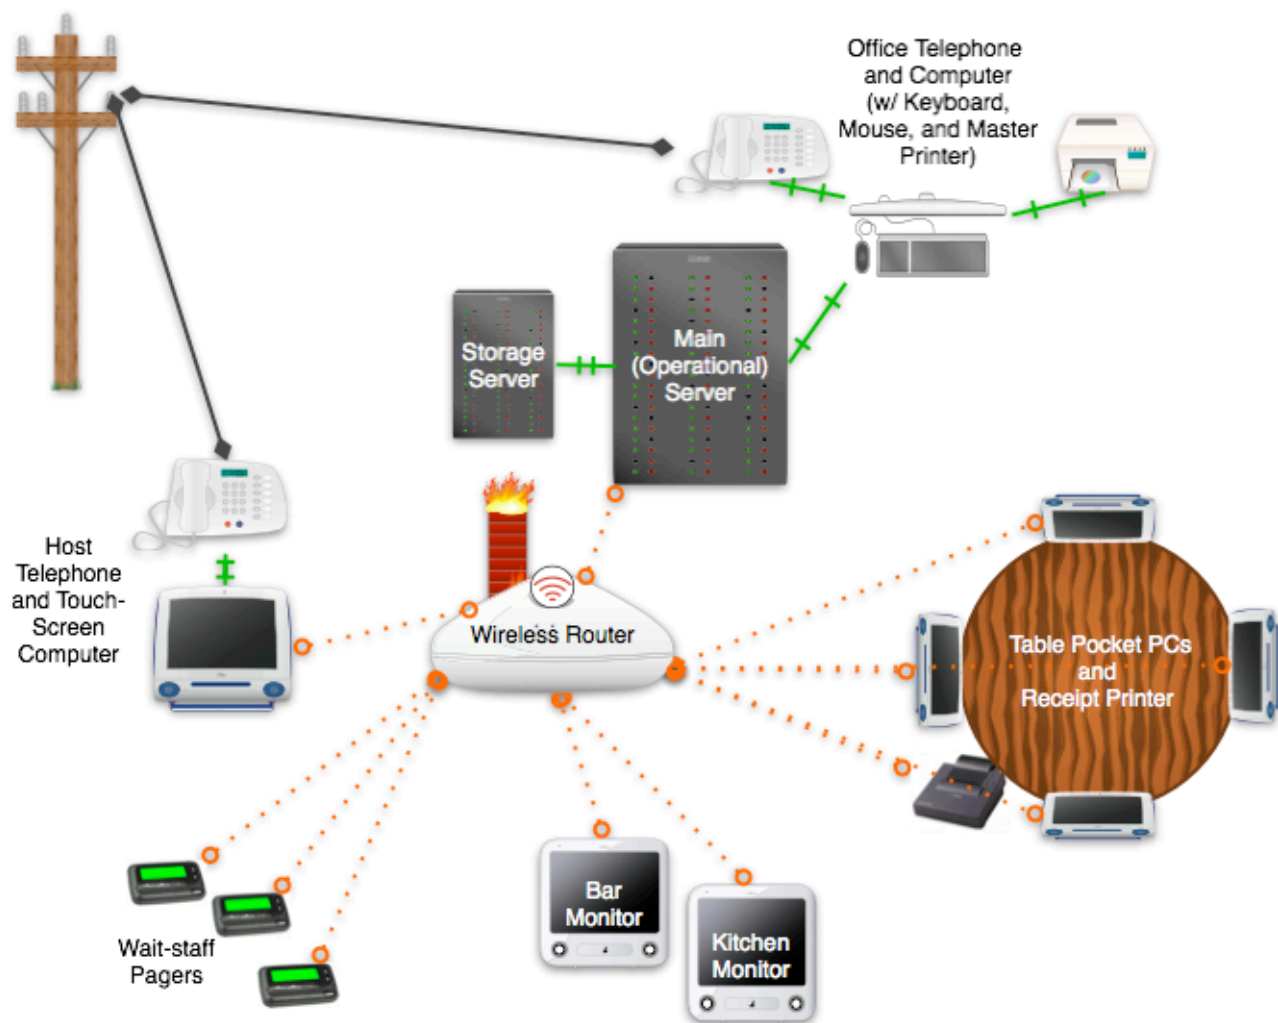 Office Telephone
and Computer
(w/ Keyboard,
Mouse, and Master
Printer)
Storage
Server
Main
(Operational)
Server
Host
Telephone
and Touch-
Screen
Computer
Wireless Router
Table Pocket PCs
and
Receipt Printer
Wait-staff
Pagers
Bar
Monitor
Kitchen
Monitor